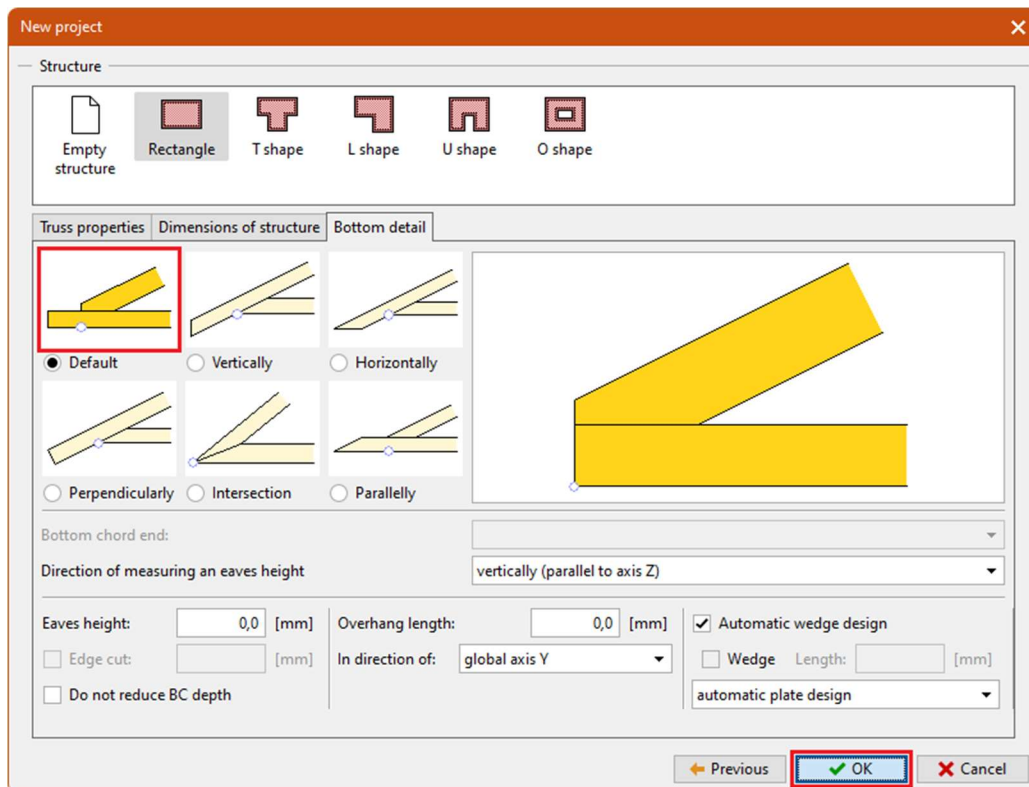 New project
Structure
Empty
structure
Rectangle
T shape
L shape
U shape
O shape
Truss properties
Dimensions of structure
Bottom detail
Default
Vertically
Horizontally
Perpendicularly
Intersection
Parallelly
Bottom chord end:
Direction of measuring an eaves height
vertically (parallel to axis Z)
Eaves height:
0,0
[mm]
Overhang length:
0,0
[mm]
Automatic wedge design
Edge cut:
[mm]
In direction of:
global axis Y
Wedge
Length:
[mm]
Do not reduce BC depth
automatic plate design
Previous
OK
Cancel